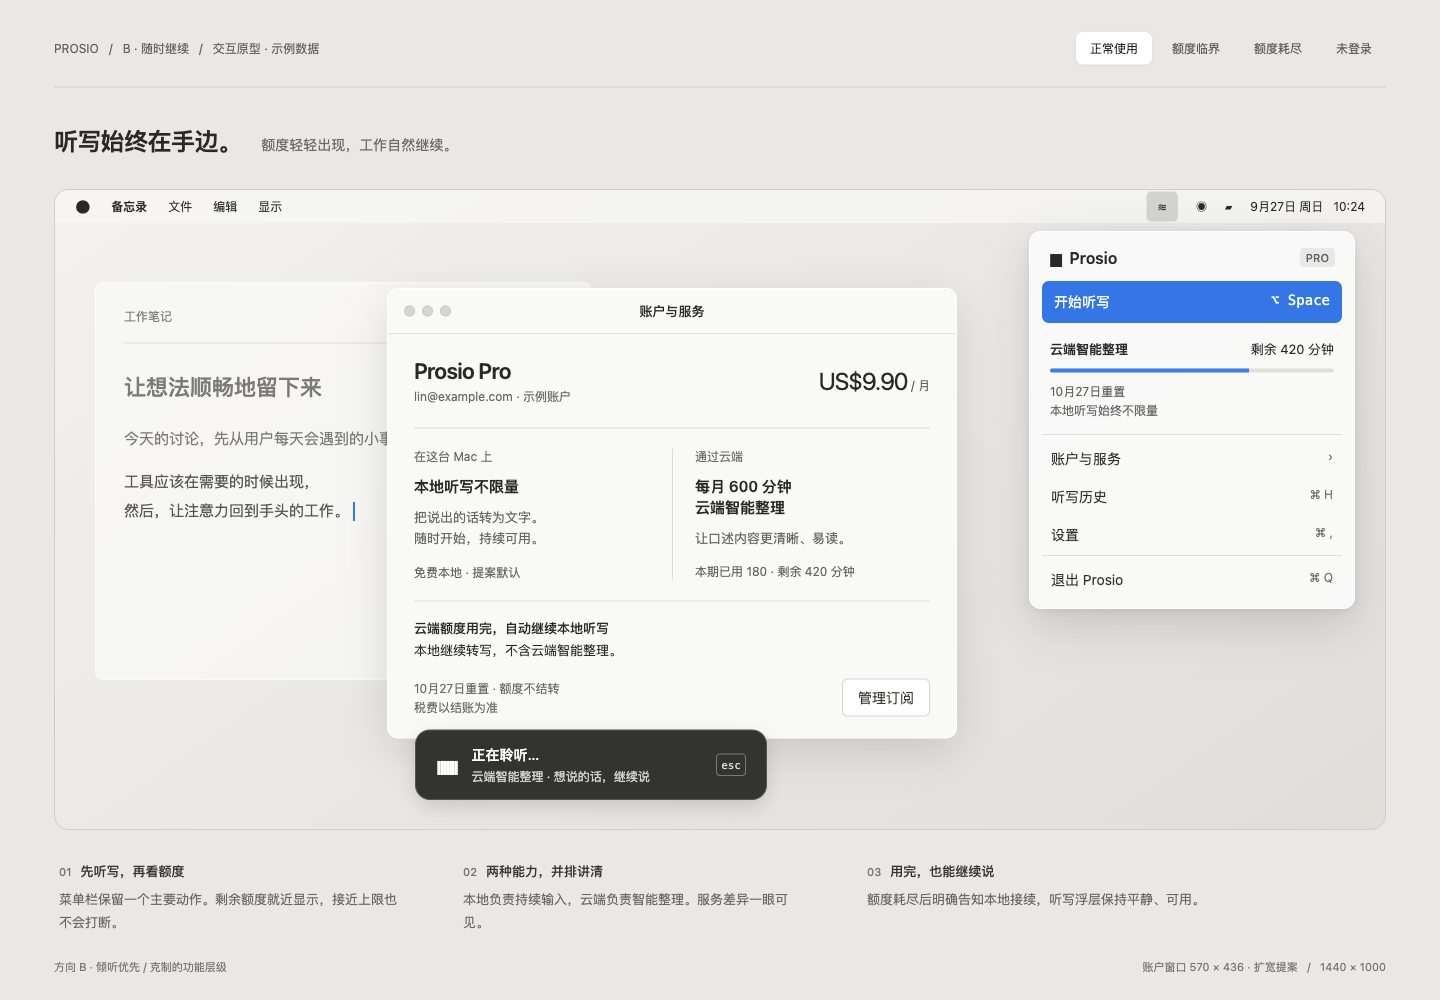 PROSIO / B · 随时继续 / 交互原型 · 示例数据
正常使用 额度临界 额度耗尽 未登录
听写始终在手边。 额度轻轻出现，工作自然继续。
备忘录 文件 编辑 显示
9月27日 周日 10:24
工作笔记
让想法顺畅地留下来
今天的讨论，先从用户每天会遇到的小事
工具应该在需要的时候出现，
然后，让注意力回到手头的工作。
账户与服务
Prosio Pro
lin@example.com · 示例账户
US$9.90 / 月
在这台 Mac 上
本地听写不限量
把说出的话转为文字。
随时开始，持续可用。
免费本地 · 提案默认
通过云端
每月 600 分钟
云端智能整理
让口述内容更清晰、易读。
本期已用 180 · 剩余 420 分钟
云端额度用完，自动继续本地听写
本地继续转写，不含云端智能整理。
10月27日重置 · 额度不结转
税费以结账为准
管理订阅
正在聆听...
云端智能整理 · 想说的话，继续说
esc
Prosio PRO
开始听写 ⌥ Space
云端智能整理 剩余 420 分钟
10月27日重置
本地听写始终不限量
账户与服务 ›
听写历史 ⌘ H
设置 ⌘ ,
退出 Prosio ⌘ Q
01 先听写，再看额度
菜单栏保留一个主要动作。剩余额度就近显示，接近上限也
不会打断。
02 两种能力，并排讲清
本地负责持续输入，云端负责智能整理。服务差异一眼可
见。
03 用完，也能继续说
额度耗尽后明确告知本地接续，听写浮层保持平静、可用。
方向 B · 倾听优先 / 克制的功能层级
账户窗口 570 × 436 · 扩宽提案 / 1440 × 1000